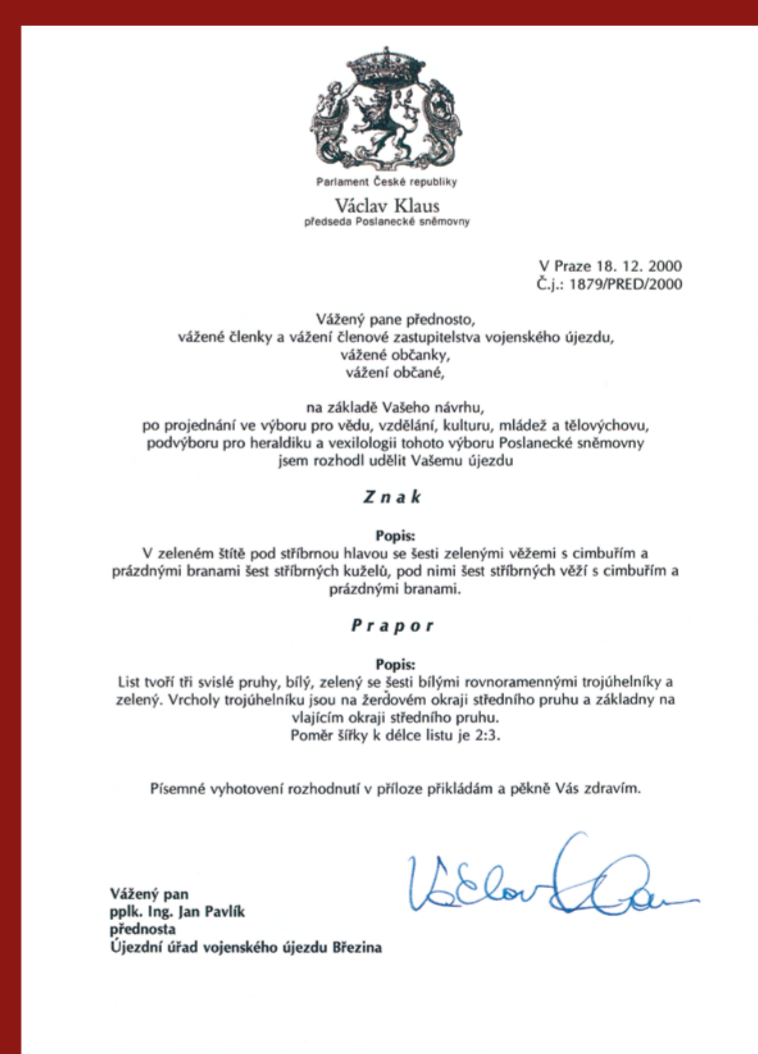 Parlament České republiky
Václav Klaus
předseda Poslanecké sněmovny
V Praze 18. 12. 2000
Č.j.: 1879/PRED/2000
Vážený pane přednosto,
vážené členky a vážení členové zastupitelstva vojenského újezdu,
vážené občanky,
vážení občané,
na základě Vašeho návrhu,
po projednání ve výboru pro vědu, vzdělání, kulturu, mládež a tělovýchovu,
podvýboru pro heraldiku a vexilologii tohoto výboru Poslanecké sněmovny
jsem rozhodl udělit Vašemu újezdu
Znak
Popis:
V zeleném štítě pod stříbrnou hlavou se šesti zelenými věžemi s cimbuřím a
prázdnými branami šest stříbrných kuželů, pod nimi šest stříbrných věží s cimbuřím a
prázdnými branami.
Prapor
Popis:
List tvoří tři svislé pruhy, bílý, zelený se šesti bílými rovnoramennými trojúhelníky a
zelený. Vrcholy trojúhelníku jsou na žerďovém okraji středního pruhu a základny na
vlajícím okraji středního pruhu.
Poměr šířky k délce listu je 2:3.
Písemné vyhotovení rozhodnutí v příloze přikládám a pěkně Vás zdravím.
Václav Klaus
Vážený pan
pplk. Ing. Jan Pavlík
přednosta
Újezdní úřad vojenského újezdu Březina